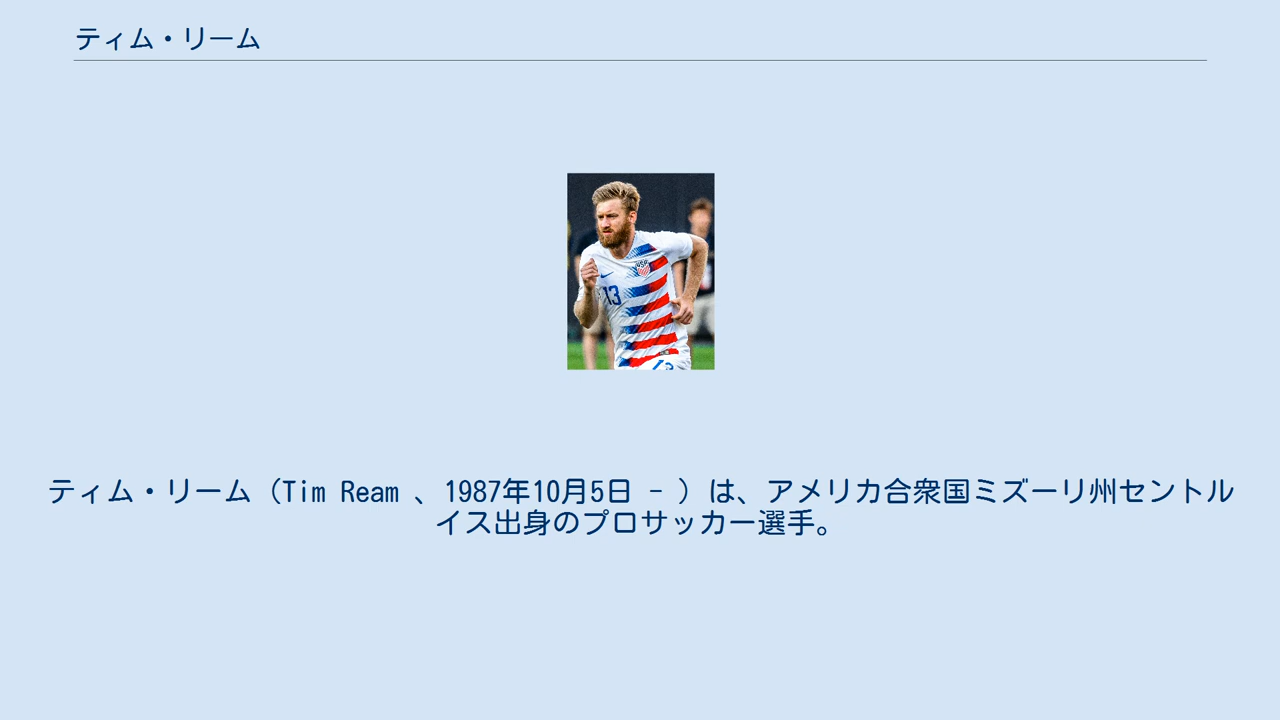 ティム・リーム
13
ティム・リーム（Tim Ream 、1987年10月5日 - ）は、アメリカ合衆国ミズーリ州セントル
イス出身のプロサッカー選手。